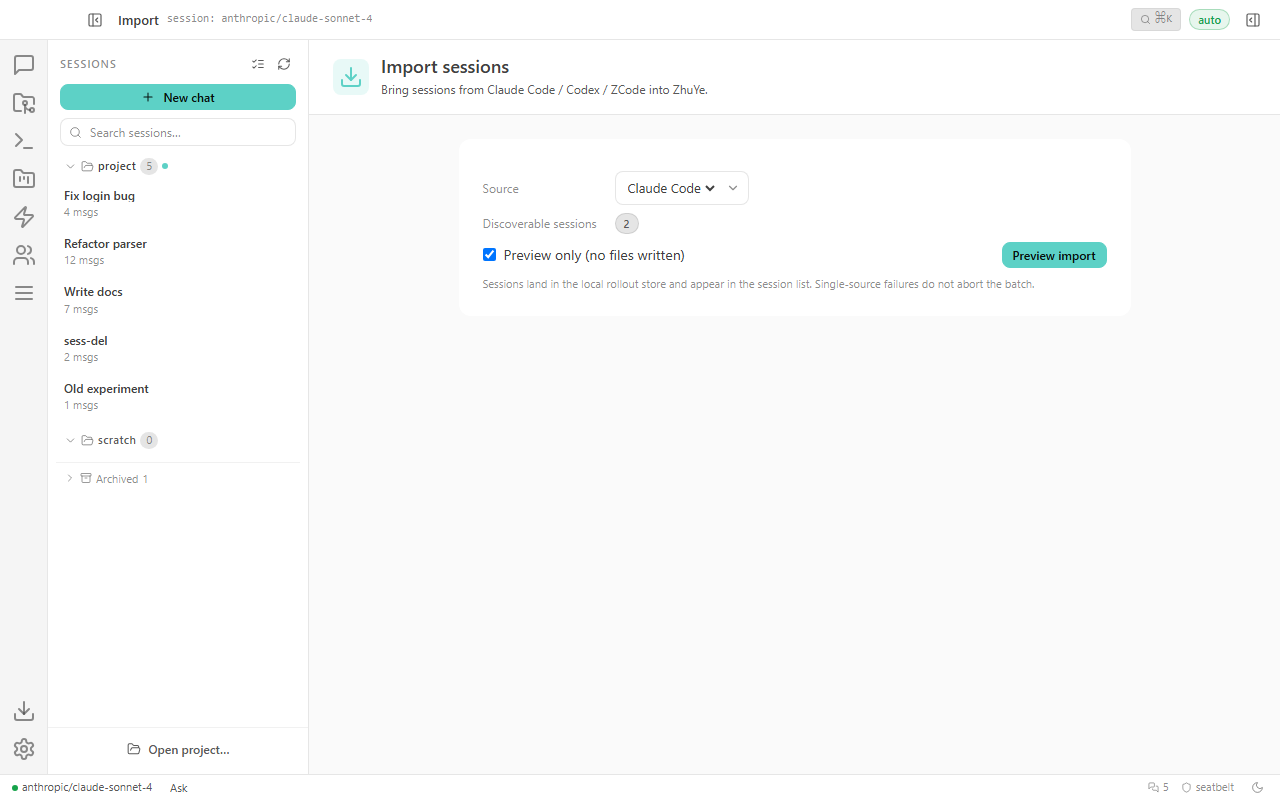 Import session: anthropic/claude-sonnet-4
⌘K
auto
SESSIONS
+ New chat
Search sessions...
project 5
Fix login bug
4 msgs
Refactor parser
12 msgs
Write docs
7 msgs
sess-del
2 msgs
Old experiment
1 msgs
scratch 0
Archived 1
Open project...
Import sessions
Bring sessions from Claude Code / Codex / ZCode into ZhuYe.
Source Claude Code
Discoverable sessions 2
Preview only (no files written)
Preview import
Sessions land in the local rollout store and appear in the session list. Single-source failures do not abort the batch.
anthropic/claude-sonnet-4 Ask
5 seatbelt